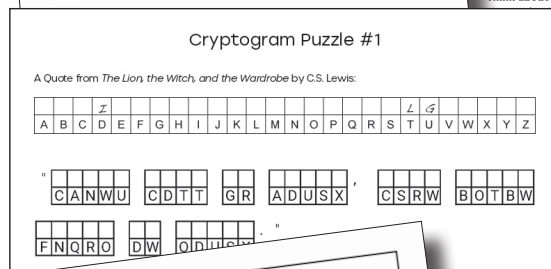 Cryptogram Puzzle #1
A Quote from The Lion, the Witch, and the Wardrobe by C.S. Lewis:
I L G
A B C D E F G H I J K L M N O P Q R S T U V W X Y Z
" CANWU CDTT GR ADUSX, CSRW BOTBW
FNQRO DW ODUSX. "